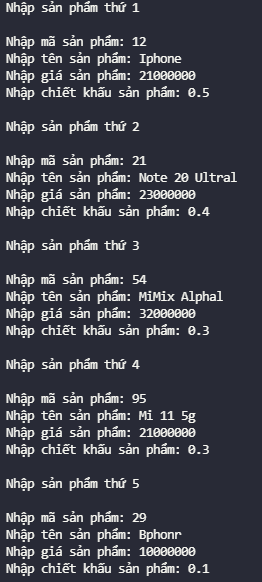 Nhập sản phẩm thứ 1
Nhập mã sản phẩm: 12
Nhập tên sản phẩm: Iphone
Nhập giá sản phẩm: 21000000
Nhập chiết khấu sản phẩm: 0.5
Nhập sản phẩm thứ 2
Nhập mã sản phẩm: 21
Nhập tên sản phẩm: Note 20 Ultral
Nhập giá sản phẩm: 23000000
Nhập chiết khấu sản phẩm: 0.4
Nhập sản phẩm thứ 3
Nhập mã sản phẩm: 54
Nhập tên sản phẩm: MiMix Alphal
Nhập giá sản phẩm: 32000000
Nhập chiết khấu sản phẩm: 0.3
Nhập sản phẩm thứ 4
Nhập mã sản phẩm: 95
Nhập tên sản phẩm: Mi 11 5g
Nhập giá sản phẩm: 21000000
Nhập chiết khấu sản phẩm: 0.3
Nhập sản phẩm thứ 5
Nhập mã sản phẩm: 29
Nhập tên sản phẩm: Bphonr
Nhập giá sản phẩm: 10000000
Nhập chiết khấu sản phẩm: 0.1